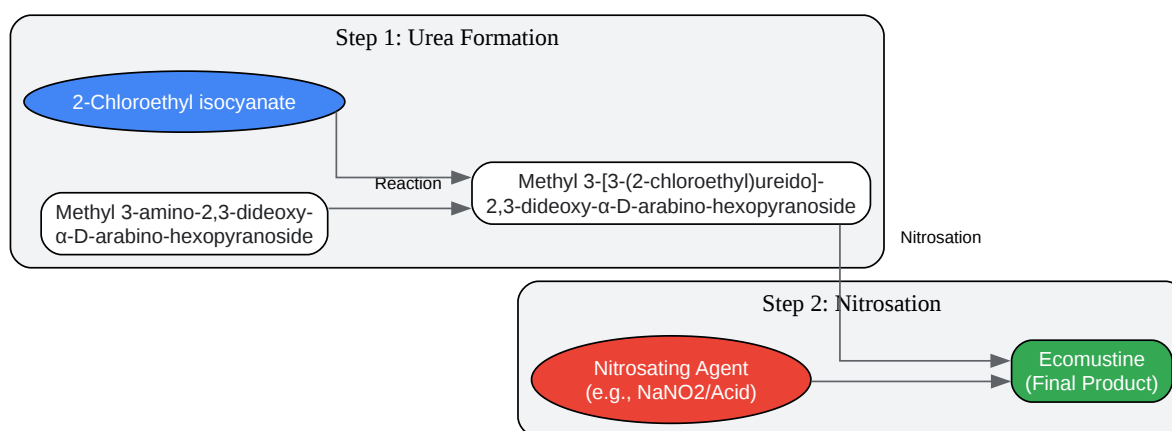 Step 1: Urea Formation
2-Chloroethyl isocyanate
Reaction
Methyl 3-amino-2,3-dideoxy-
α-D-arabino-hexopyranoside
Methyl 3-[3-(2-chloroethyl)ureido]-
2,3-dideoxy-α-D-arabino-hexopyranoside
Nitrosation
Step 2: Nitrosation
Nitrosating Agent
(e.g., NaNO2/Acid)
Ecomustine
(Final Product)